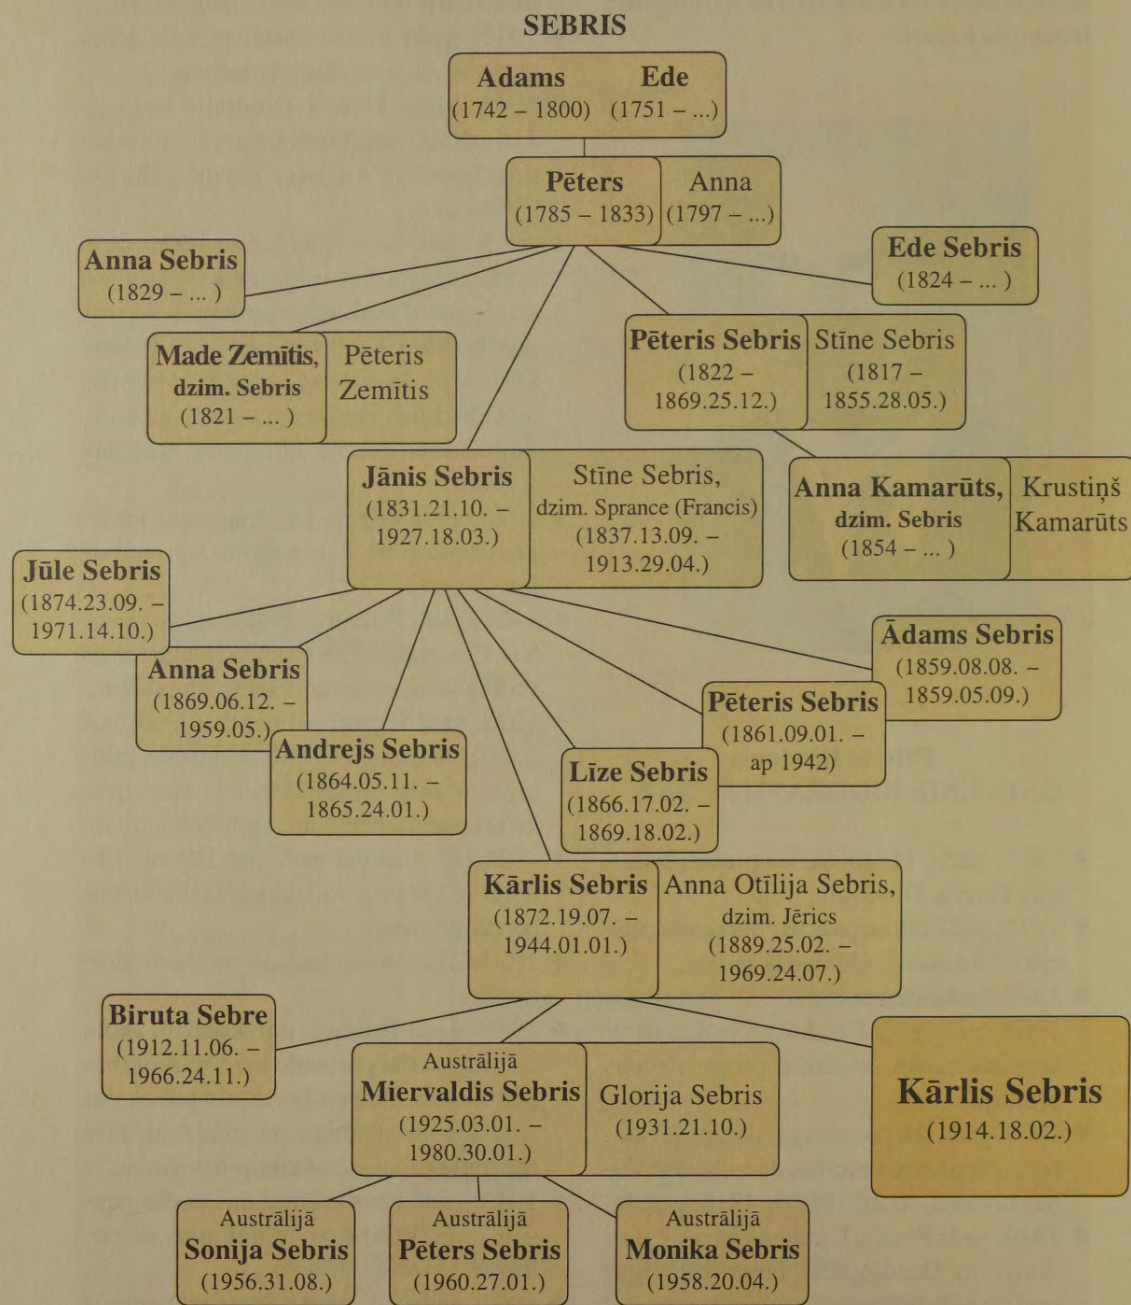 SEBRIS
Adams Ede
(1742 – 1800) (1751 – ...)
Pēters
(1785 – 1833)
Anna
(1797 – ...)
Anna Sebris
(1829 – ... )
Ede Sebris
(1824 – ... )
Made Zemītis,
dzim. Sebris
(1821 – ... )
Pēteris
Zemītis
Pēteris Sebris
(1822 –
1869.25.12.)
Stīne Sebris
(1817 –
1855.28.05.)
Jānis Sebris
(1831.21.10. –
1927.18.03.)
Stīne Sebris,
dzim. Sprance (Francis)
(1837.13.09. –
1913.29.04.)
Anna Kamarūts,
dzim. Sebris
(1854 – ... )
Krustiņš
Kamarūts
Jūle Sebris
(1874.23.09. –
1971.14.10.)
Anna Sebris
(1869.06.12. –
1959.05.)
Andrejs Sebris
(1864.05.11. –
1865.24.01.)
Līze Sebris
(1866.17.02. –
1869.18.02.)
Pēteris Sebris
(1861.09.01. –
ap 1942)
Ādams Sebris
(1859.08.08. –
1859.05.09.)
Kārlis Sebris
(1872.19.07. –
1944.01.01.)
Anna Otīlija Sebris,
dzim. Jērics
(1889.25.02. –
1969.24.07.)
Biruta Sebre
(1912.11.06. –
1966.24.11.)
Austrālijā
Miervaldis Sebris
(1925.03.01. –
1980.30.01.)
Glorija Sebris
(1931.21.10.)
Kārlis Sebris
(1914.18.02.)
Austrālijā
Sonija Sebris
(1956.31.08.)
Austrālijā
Pēters Sebris
(1960.27.01.)
Austrālijā
Monika Sebris
(1958.20.04.)